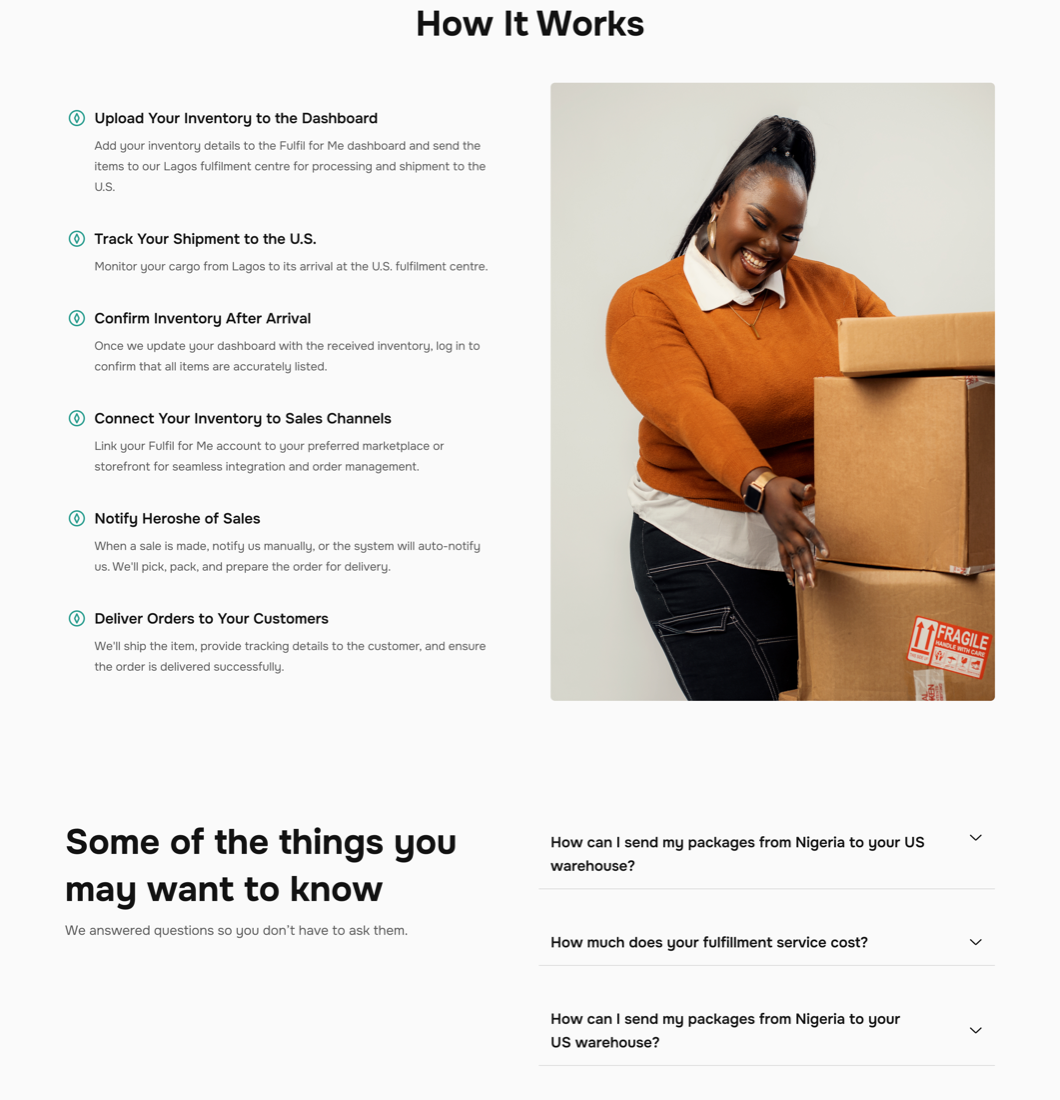 How It Works
Upload Your Inventory to the Dashboard
Add your inventory details to the Fulfil for Me dashboard and send the
items to our Lagos fulfilment centre for processing and shipment to the
U.S.
Track Your Shipment to the U.S.
Monitor your cargo from Lagos to its arrival at the U.S. fulfilment centre.
Confirm Inventory After Arrival
Once we update your dashboard with the received inventory, log in to
confirm that all items are accurately listed.
Connect Your Inventory to Sales Channels
Link your Fulfil for Me account to your preferred marketplace or
storefront for seamless integration and order management.
Notify Heroshe of Sales
When a sale is made, notify us manually, or the system will auto-notify
us. We'll pick, pack, and prepare the order for delivery.
Deliver Orders to Your Customers
We'll ship the item, provide tracking details to the customer, and ensure
the order is delivered successfully.
FRAGILE
HANDLE WITH CARE
Some of the things you
may want to know
We answered questions so you don't have to ask them.
How can I send my packages from Nigeria to your US
warehouse?
How much does your fulfillment service cost?
How can I send my packages from Nigeria to your
US warehouse?